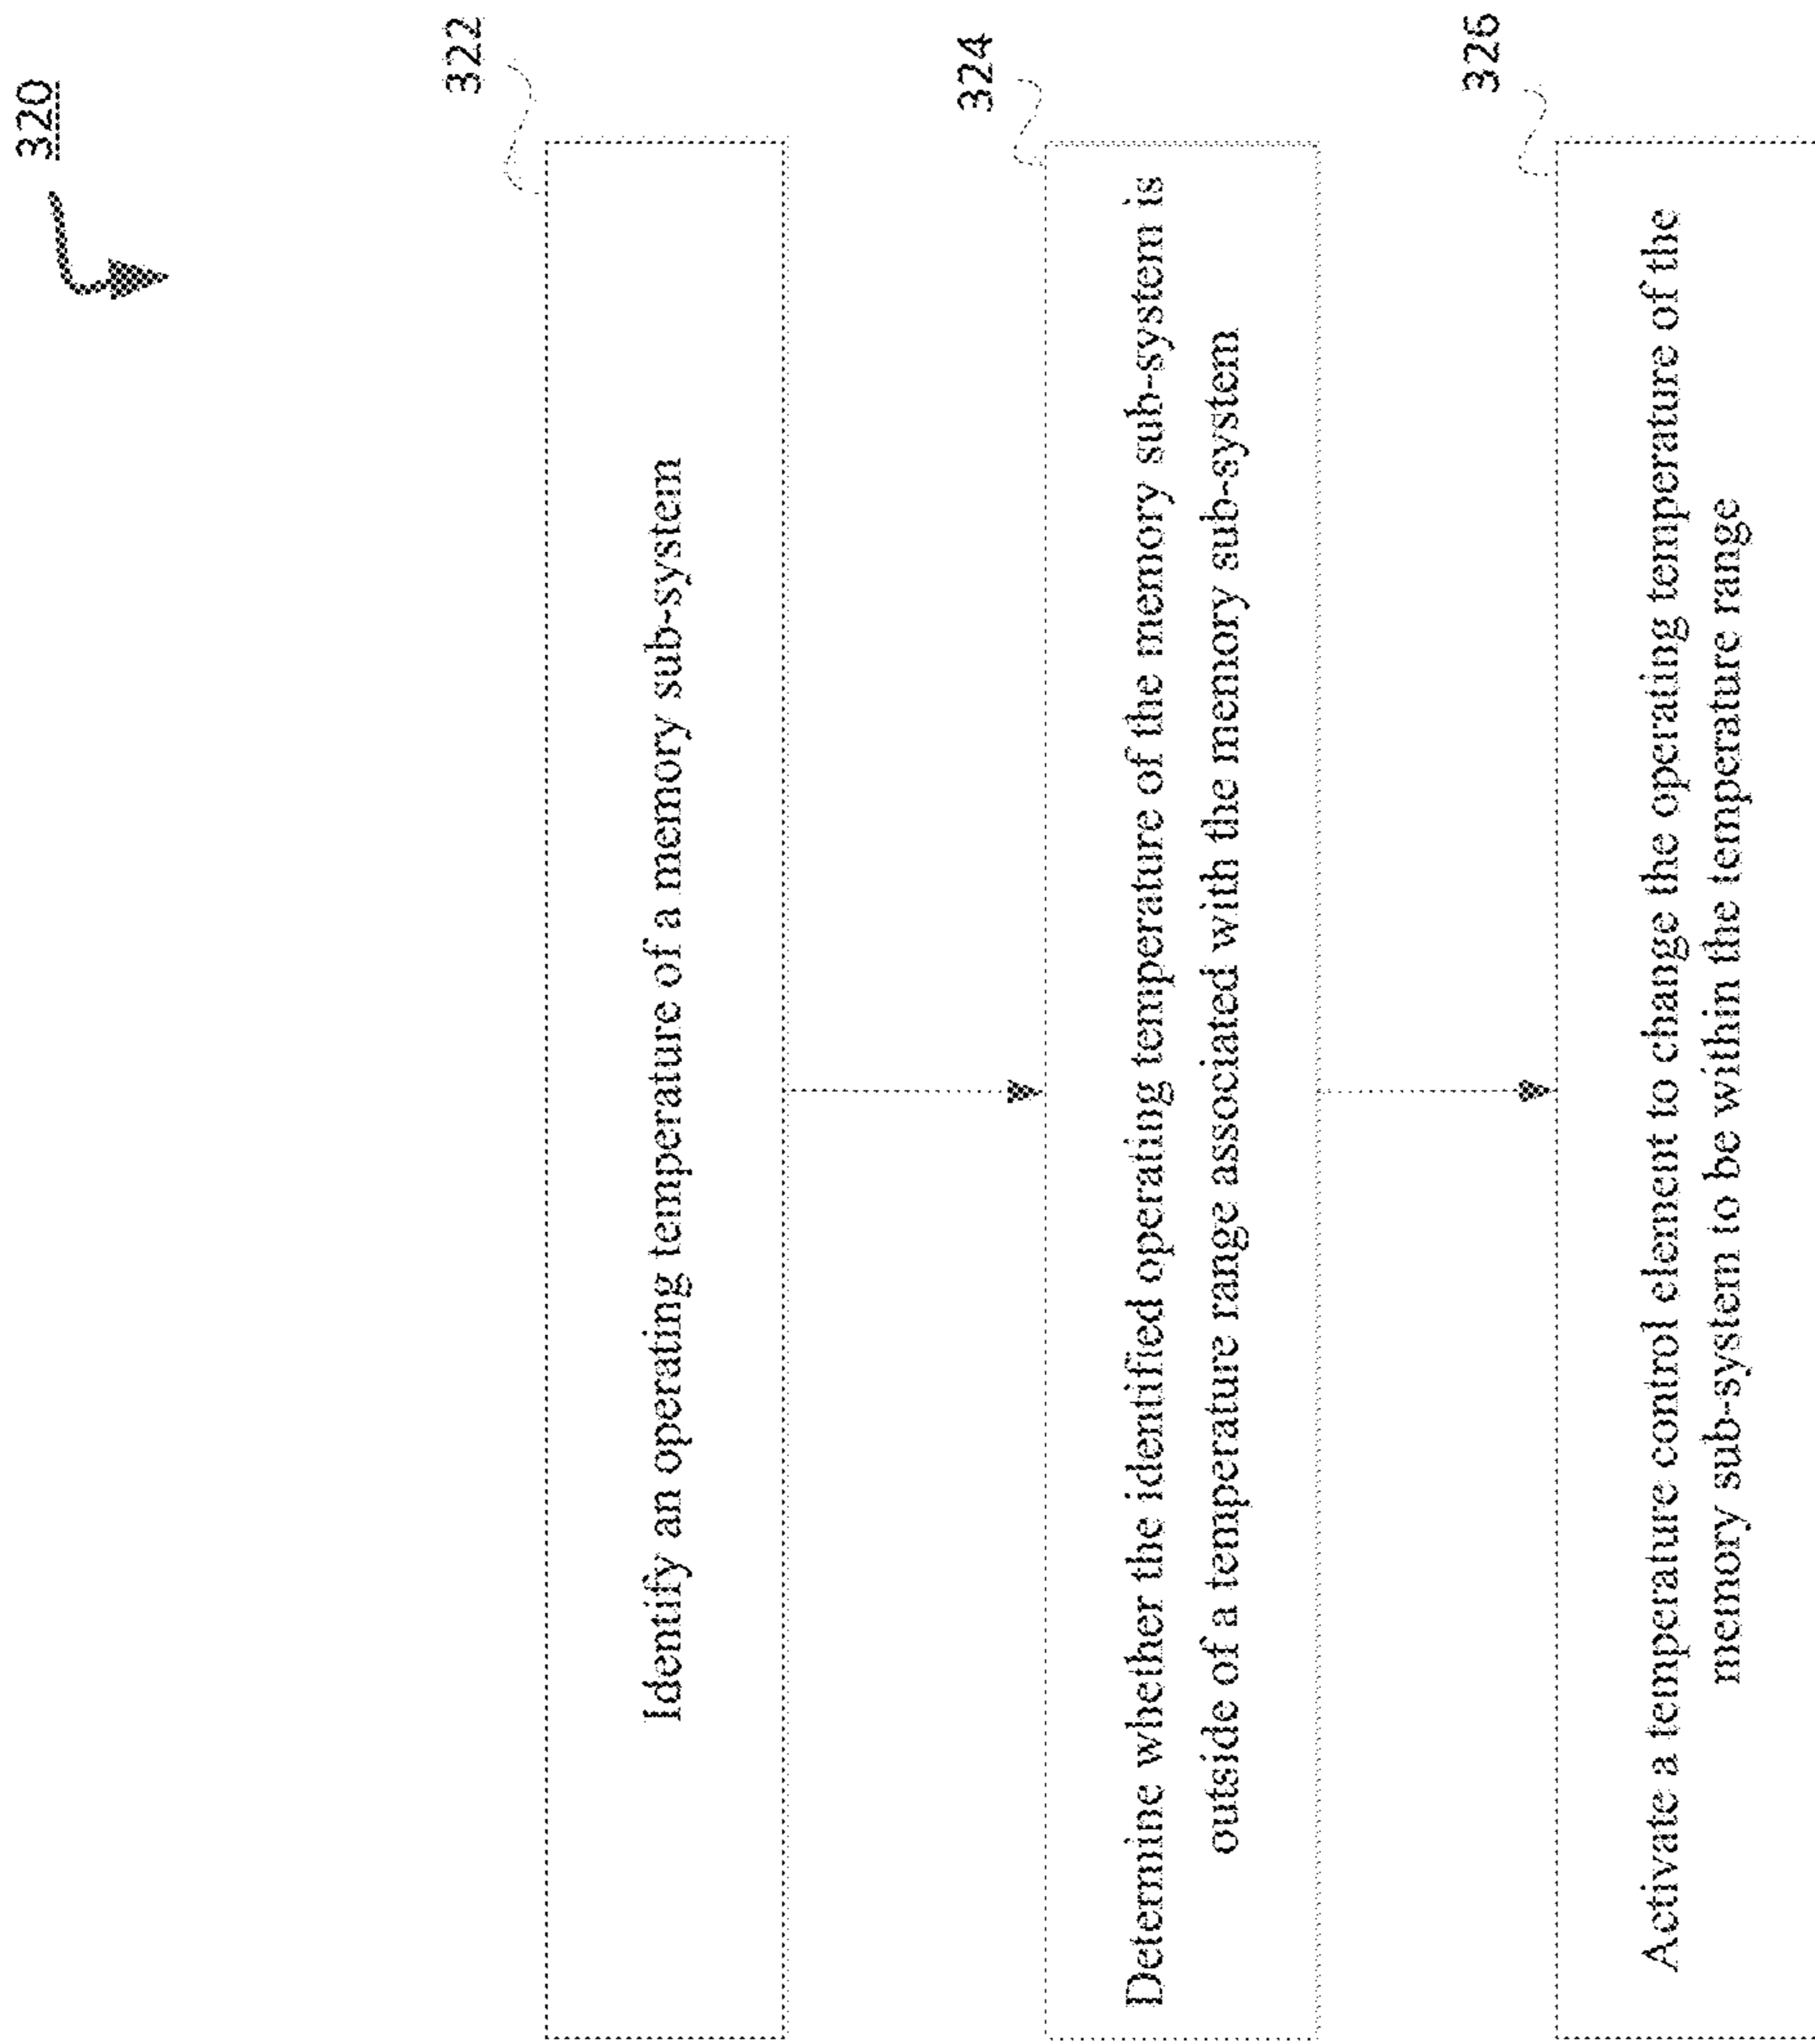 320
322
Identify an operating temperature of a memory sub-system
324
Determine whether the identified operating temperature of the memory sub-system is
outside of a temperature range associated with the memory sub-system
326
Activate a temperature control element to change the operating temperature of the
memory sub-system to be within the temperature range